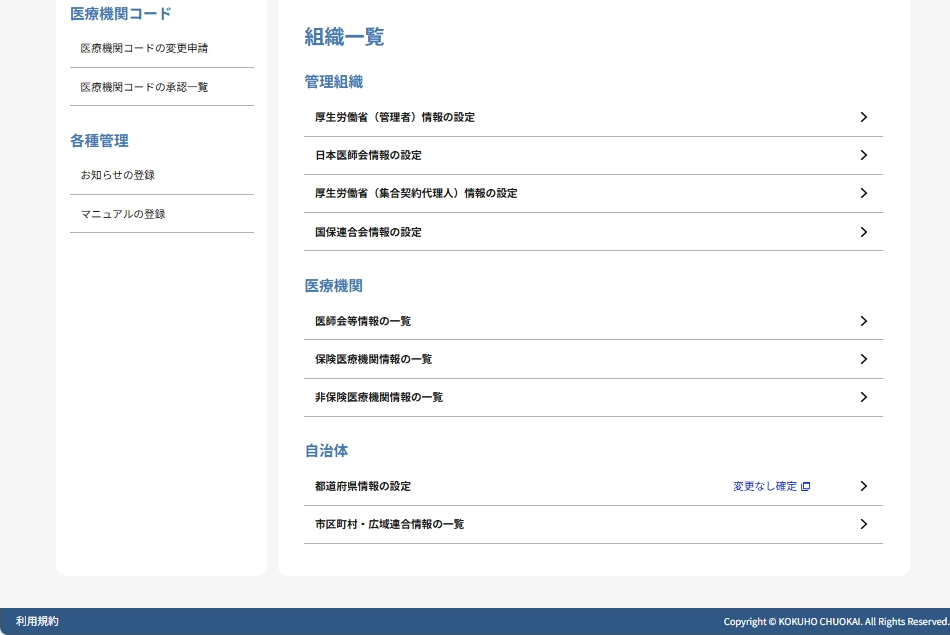 医療機関コード
医療機関コードの変更申請
医療機関コードの承認一覧
各種管理
お知らせの登録
マニュアルの登録
組織一覧
管理組織
厚生労働省（管理者）情報の設定
日本医師会情報の設定
厚生労働省（集合契約代理人）情報の設定
国保連合会情報の設定
医療機関
医師会等情報の一覧
保険医療機関情報の一覧
非保険医療機関情報の一覧
自治体
都道府県情報の設定 変更なし確定
市区町村・広域連合情報の一覧
利用規約 Copyright © KOKUHO CHUOKAI. All Rights Reserved